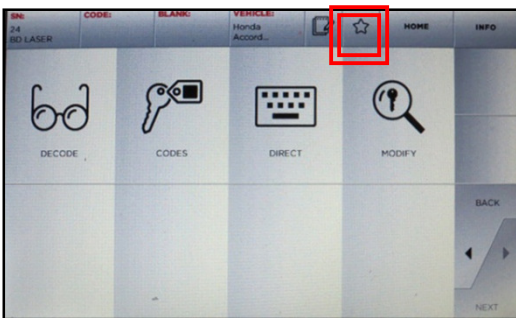 SN:
24
BD LASER
CODE:
BLANK:
VEHICLE:
Honda
Accord...
HOME
INFO
DECODE
CODES
DIRECT
MODIFY
BACK
NEXT